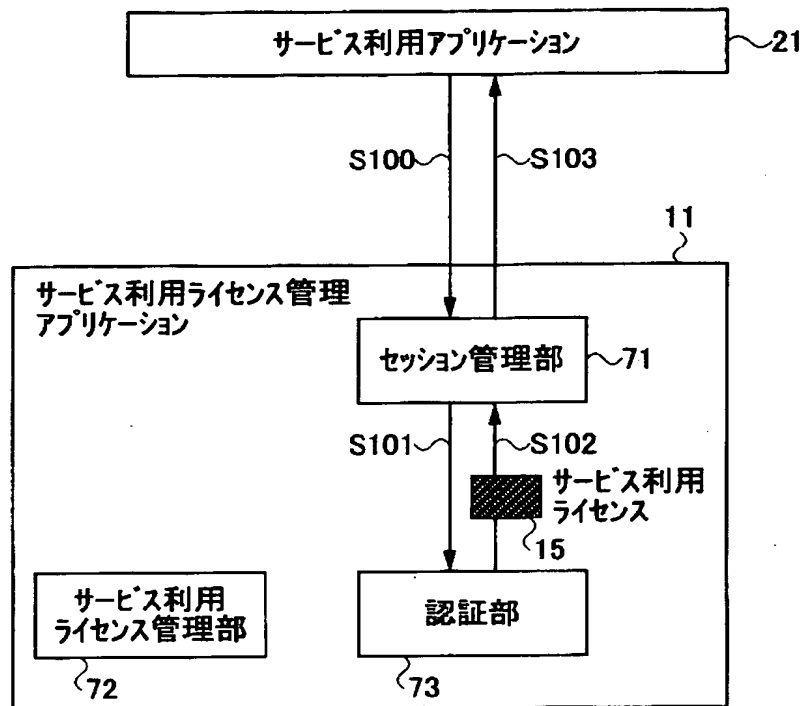 サービス利用アプリケーション
21
S100
S103
11
サービス利用ライセンス管理
アプリケーション
セッション管理部
71
S101
S102
サービス利用
ライセンス
15
サービス利用
ライセンス管理部
認証部
72
73